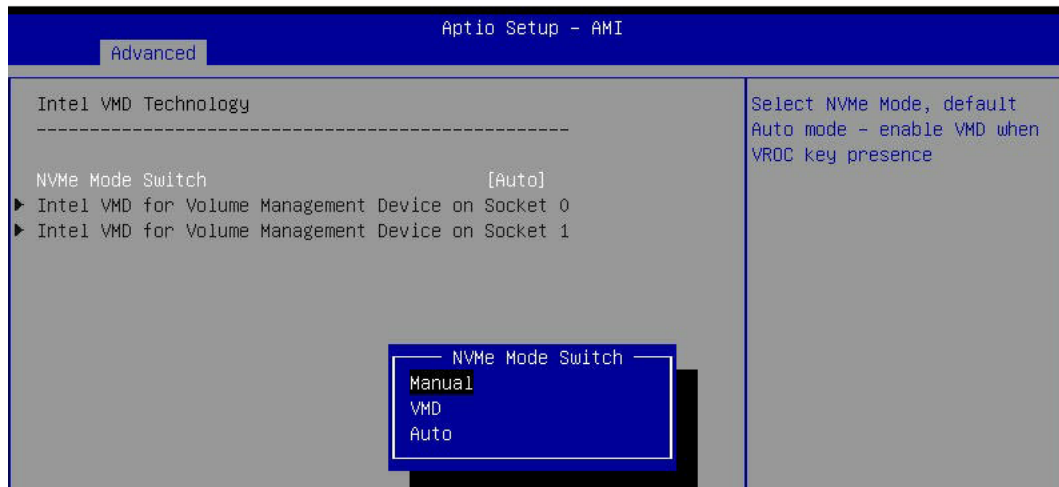 Aptio Setup – AMI
Advanced
Intel VMD Technology
NVMe Mode Switch [Auto]
Intel VMD for Volume Management Device on Socket 0
Intel VMD for Volume Management Device on Socket 1
Select NVMe Mode, default
Auto mode – enable VMD when
VROC key presence
NVMe Mode Switch
Manual
VMD
Auto